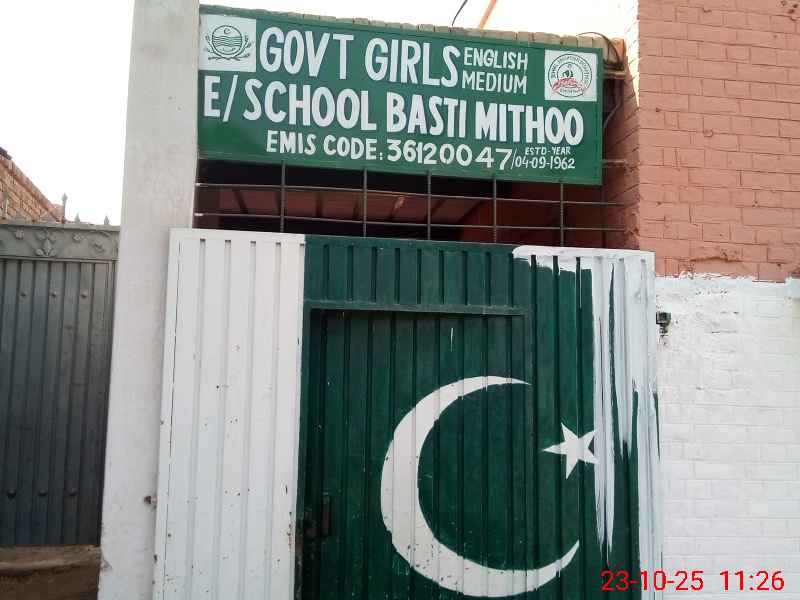 GOVT GIRLS ENGLISH MEDIUM
E/SCHOOL BASTI MITHOO
EMIS CODE: 36120047/ESTD-YEAR 04-09-1962
23-10-25 11:26